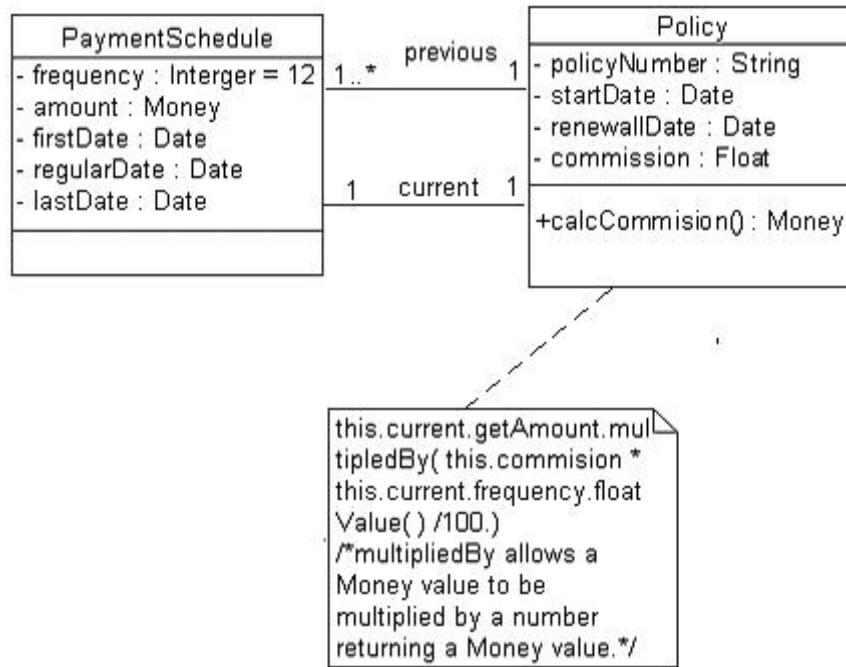 PaymentSchedule
- frequency : Interger = 12
- amount : Money
- firstDate : Date
- regularDate : Date
- lastDate : Date
1..*
previous
1
1
current
1
Policy
- policyNumber : String
- startDate : Date
- renewallDate : Date
- commission : Float
+calcCommision() : Money
this.current.getAmount.mul
tipledBy( this.commision *
this.current.frequency.float
Value( ) /100.)
/*multipliedBy allows a
Money value to be
multiplied by a number
returning a Money value.*/